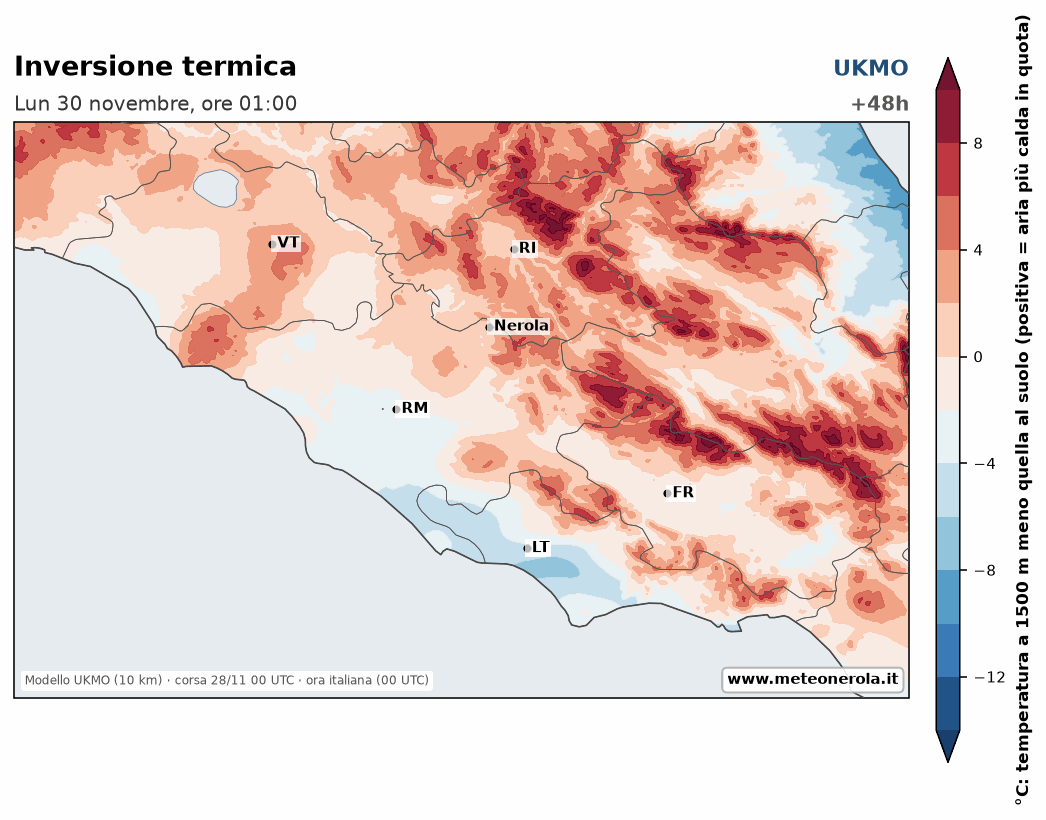 Inversione termica
UKMO
Lun 30 novembre, ore 01:00
+48h
VT
RI
Nerola
RM
FR
LT
Modello UKMO (10 km) · corsa 28/11 00 UTC · ora italiana (00 UTC)
www.meteonerola.it
8
4
0
−4
−8
−12
°C: temperatura a 1500 m meno quella al suolo (positiva = aria più calda in quota)